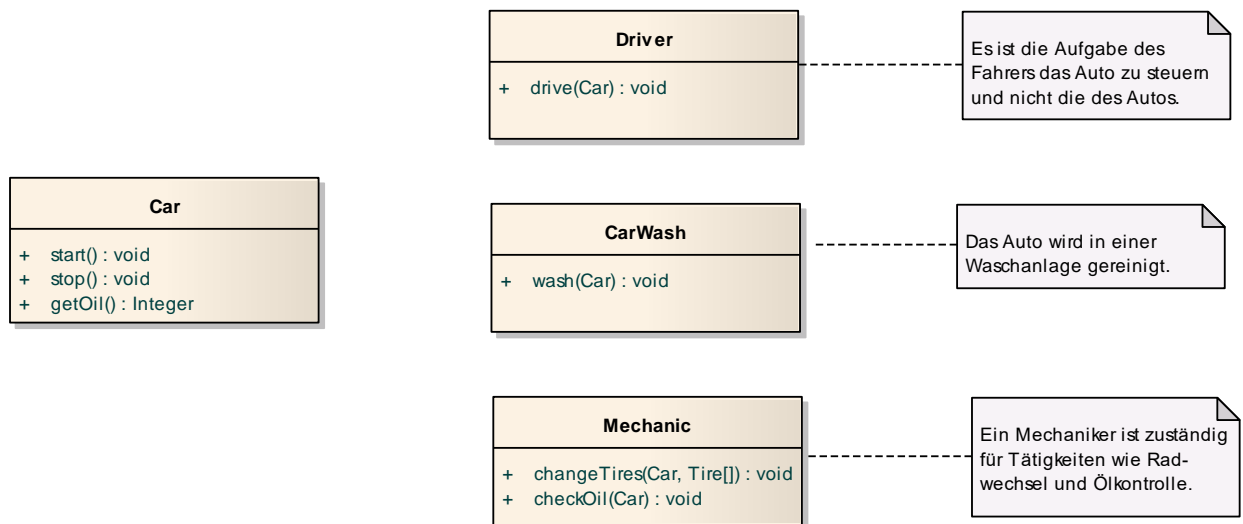 Driver
+ drive(Car) : void
Es ist die Aufgabe des
Fahrers das Auto zu steuern
und nicht die des Autos.
Car
+ start() : void
+ stop() : void
+ getOil() : Integer
CarWash
+ wash(Car) : void
Das Auto wird in einer
Waschanlage gereinigt.
Mechanic
+ changeTires(Car, Tire[]) : void
+ checkOil(Car) : void
Ein Mechaniker ist zuständig
für Tätigkeiten wie Rad-
wechsel und Ölkontrolle.